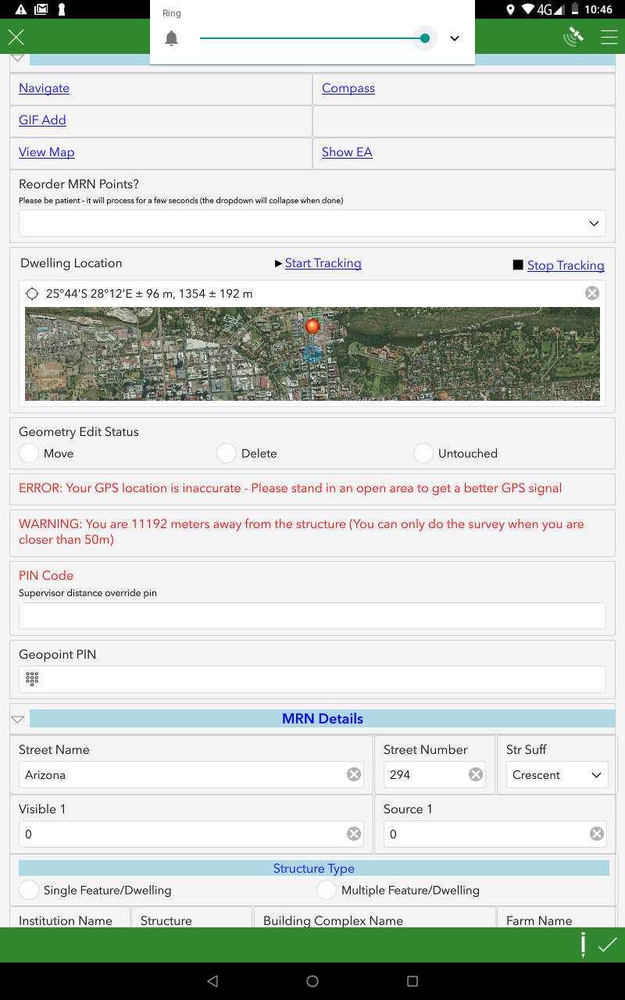 Ring
4G
10:46
Navigate
Compass
GIF Add
View Map
Show EA
Reorder MRN Points?
Please be patient - it will process for a few seconds (the dropdown will collapse when done)
Dwelling Location
Start Tracking
Stop Tracking
25°44'S 28°12'E ± 96 m, 1354 ± 192 m
Geometry Edit Status
Move
Delete
Untouched
ERROR: Your GPS location is inaccurate - Please stand in an open area to get a better GPS signal
WARNING: You are 11192 meters away from the structure (You can only do the survey when you are
closer than 50m)
PIN Code
Supervisor distance override pin
Geopoint PIN
MRN Details
Street Name
Street Number
Str Suff
Arizona
294
Crescent
Visible 1
Source 1
0
0
Structure Type
Single Feature/Dwelling
Multiple Feature/Dwelling
Institution Name
Structure
Building Complex Name
Farm Name